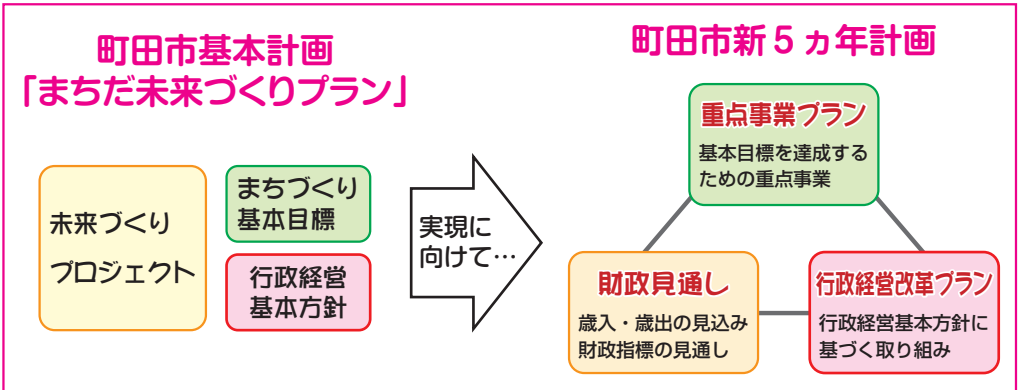 町田市基本計画
「まちだ未来づくりプラン」
未来づくり
プロジェクト
まちづくり
基本目標
行政経営
基本方針
実現に
向けて…
町田市新５ヵ年計画
重点事業プラン
基本目標を達成する
ための重点事業
財政見通し
歳入・歳出の見込み
財政指標の見通し
行政経営改革プラン
行政経営基本方針に
基づく取り組み